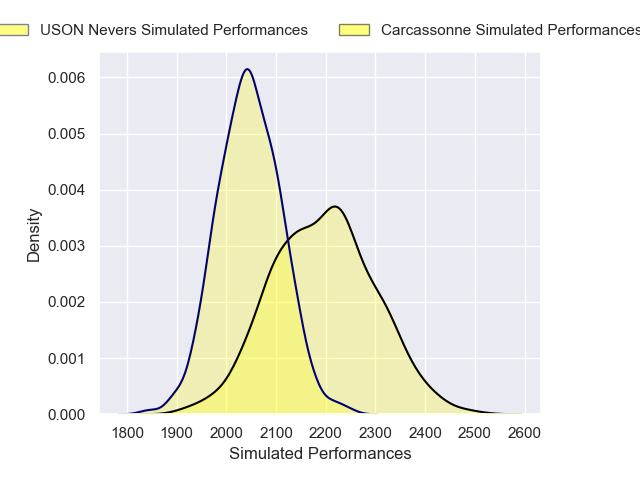 USON Nevers Simulated Performances Carcassonne Simulated Performances
0.006
0.005
0.004
0.003
0.002
0.001
0.000
Density
1800 1900 2000 2100 2200 2300 2400 2500 2600
Simulated Performances